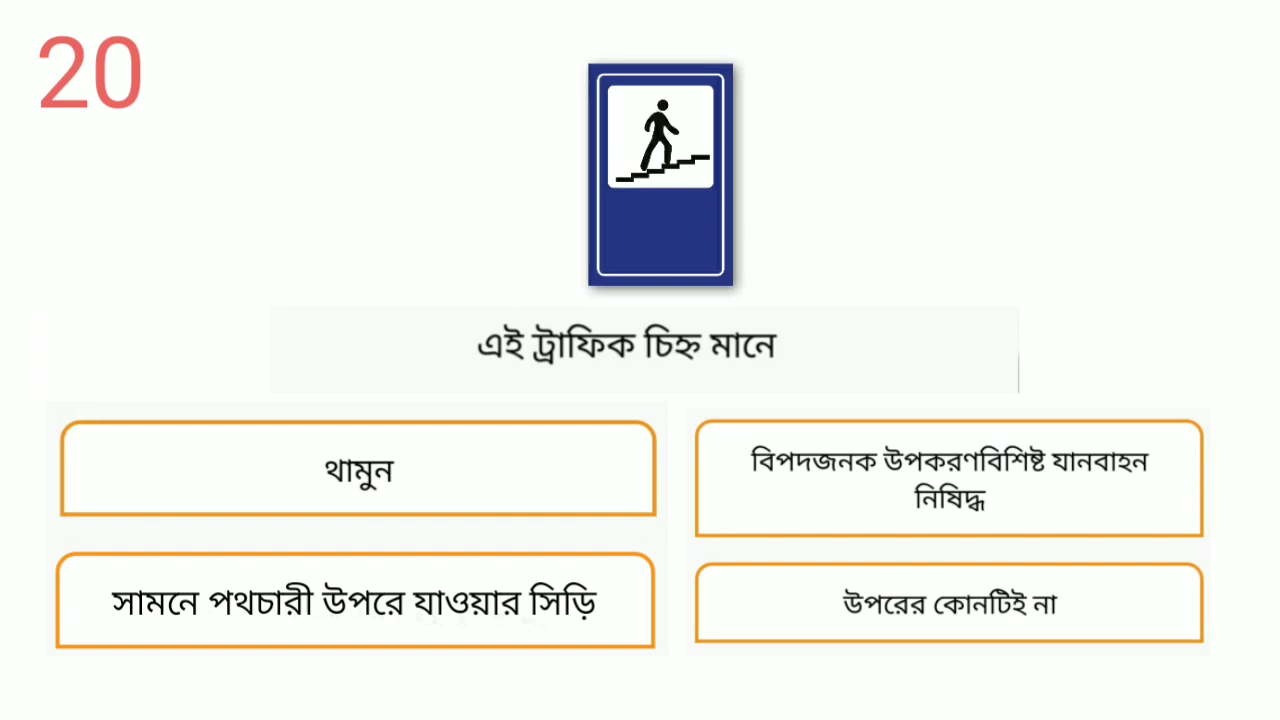 20
এই ট্রাফিক চিহ্ন মানে
থামুন
বিপদজনক উপকরণবিশিষ্ট যানবাহন
নিষিদ্ধ
সামনে পথচারী উপরে যাওয়ার সিড়ি
উপরের কোনটিই না